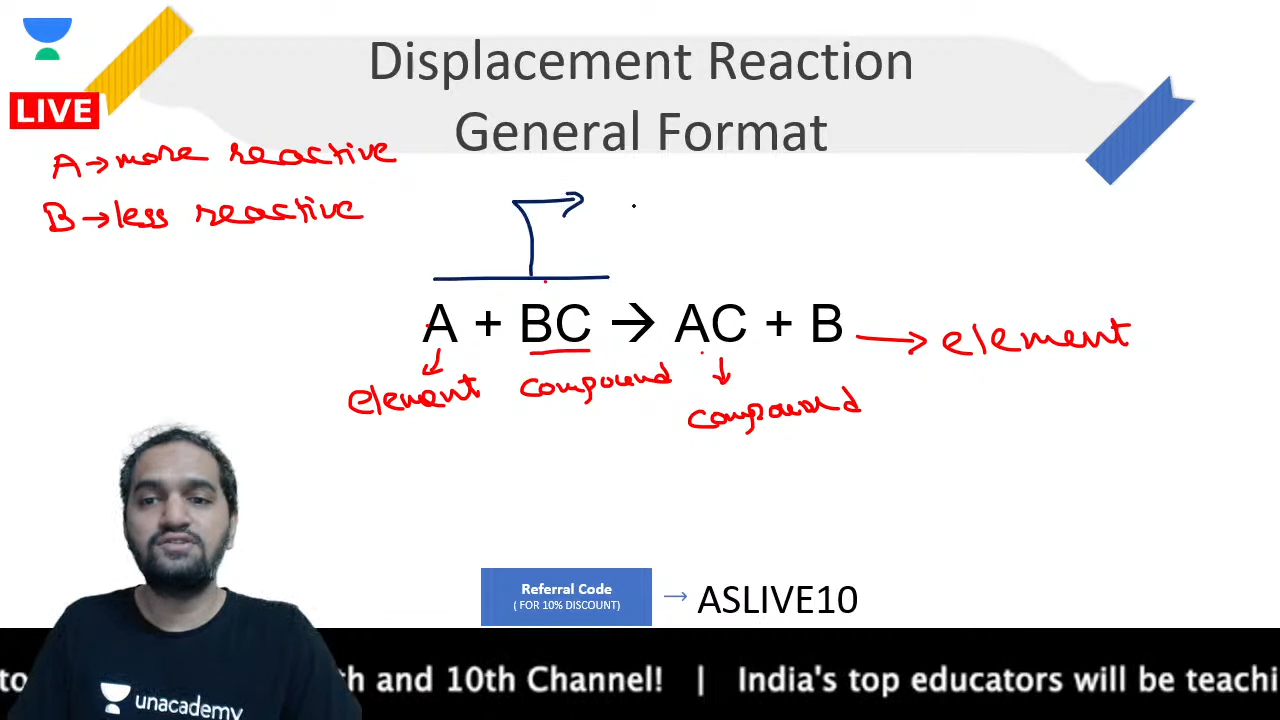 Displacement Reaction
General Format
LIVE
A → more reactive
B → less reactive
A + BC → AC + B → element
element compound compound
Referral Code
( FOR 10% DISCOUNT)
→ ASLIVE10
th and 10th Channel! | India's top educators will be teachi
unacademy